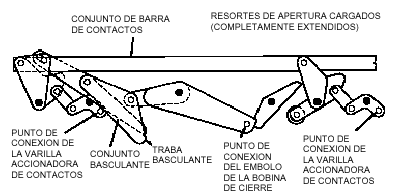 CONJUNTO DE BARRA
DE CONTACTOS
RESORTES DE APERTURA CARGADOS
(COMPLETAMENTE EXTENDIDOS)
PUNTO DE
CONEXION DE
LA VARILLA
ACCIONADORA
DE CONTACTOS
CONJUNTO
BASCULANTE
TRABA
BASCULANTE
PUNTO DE
CONEXION
DEL EMBOLO
DE LA BOBINA
DE CIERRE
PUNTO DE
CONEXION DE
LA VARILLA
ACCIONADORA
DE CONTACTOS